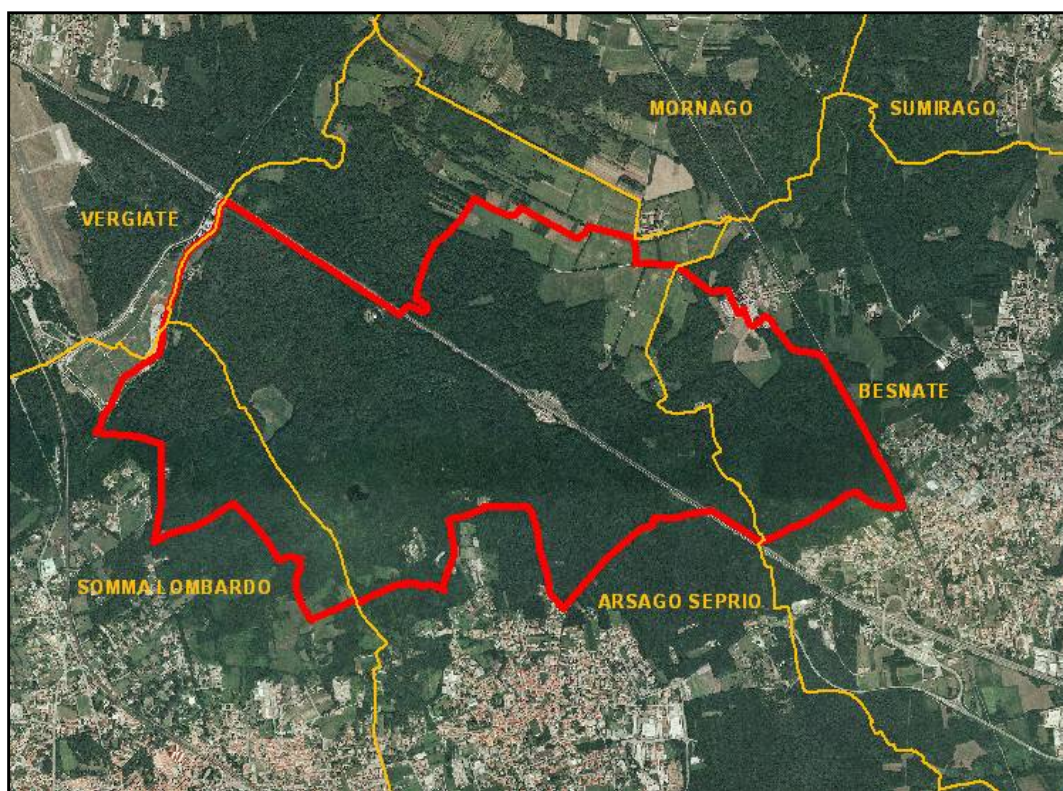 MORNAGO
SUMIRAGO
VERGIATE
BESNATE
SOMMA LOMBARDO
ARSAGO SEPRIO